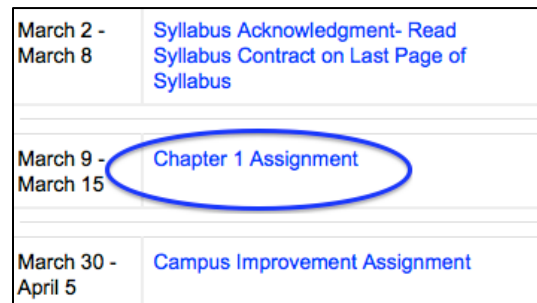 March 2 - Syllabus Acknowledgment- Read
March 8 Syllabus Contract on Last Page of
Syllabus
March 9 - Chapter 1 Assignment
March 15
March 30 - Campus Improvement Assignment
April 5